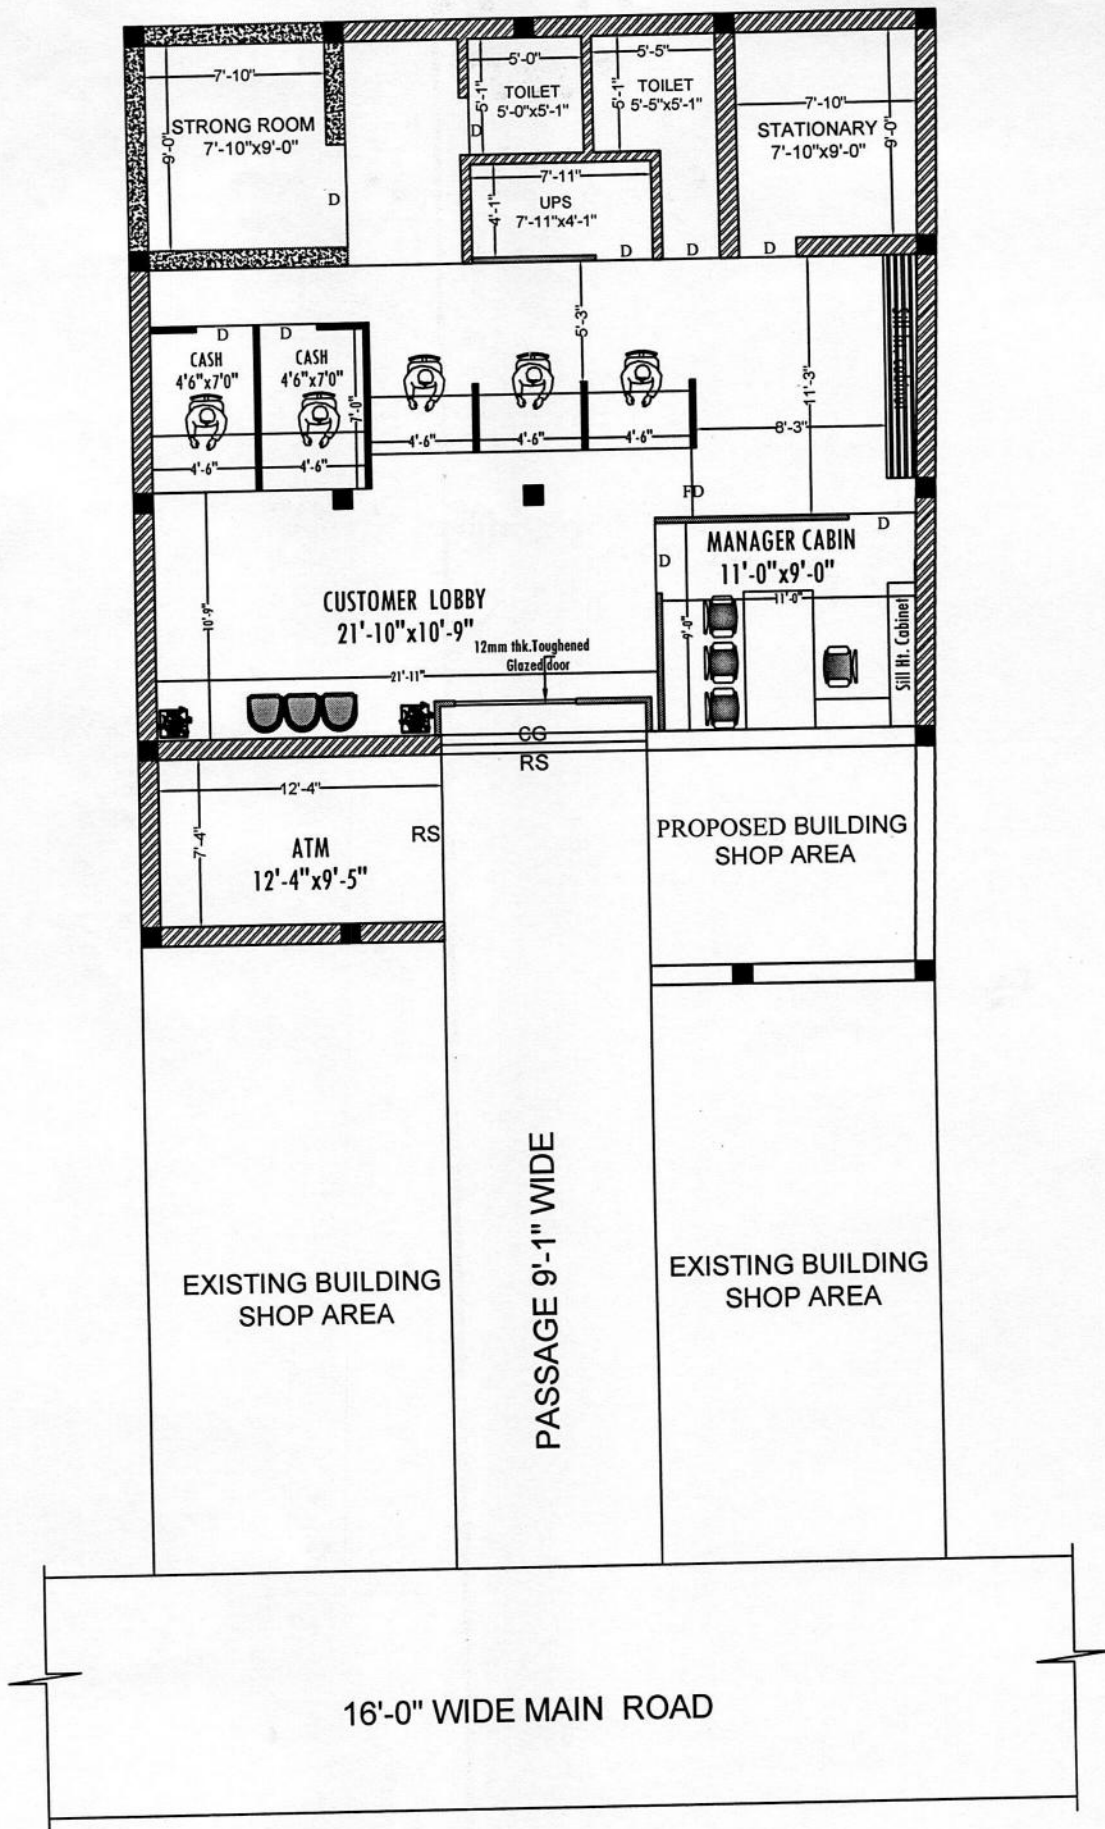 7'-10"
STRONG ROOM
7'-10"x9'-0"
9'-0"
D
5'-0"
TOILET
5'-0"x5'-1"
5'-1"
D
5'-5"
TOILET
5'-5"x5'-1"
5'-1"
7'-10"
STATIONARY
7'-10"x9'-0"
9'-0"
7'-11"
UPS
7'-11"x4'-1"
4'-1"
D
D
D
5'-3"
11'-3"
8'-3"
D
CASH
4'6"x7'0"
4'-6"
D
CASH
4'6"x7'0"
7'-0"
4'-6"
4'-6"
4'-6"
4'-6"
FD
D
MANAGER CABIN
11'-0"x9'-0"
D
11'-0"
9'-0"
Sill Ht. Cabinet
CUSTOMER LOBBY
21'-10"x10'-9"
10'-9"
12mm thk.Toughened
Glazed door
21'-11"
CG
RS
12'-4"
7'-4"
ATM
12'-4"x9'-5"
RS
PROPOSED BUILDING
SHOP AREA
PASSAGE 9'-1" WIDE
EXISTING BUILDING
SHOP AREA
EXISTING BUILDING
SHOP AREA
16'-0" WIDE MAIN ROAD